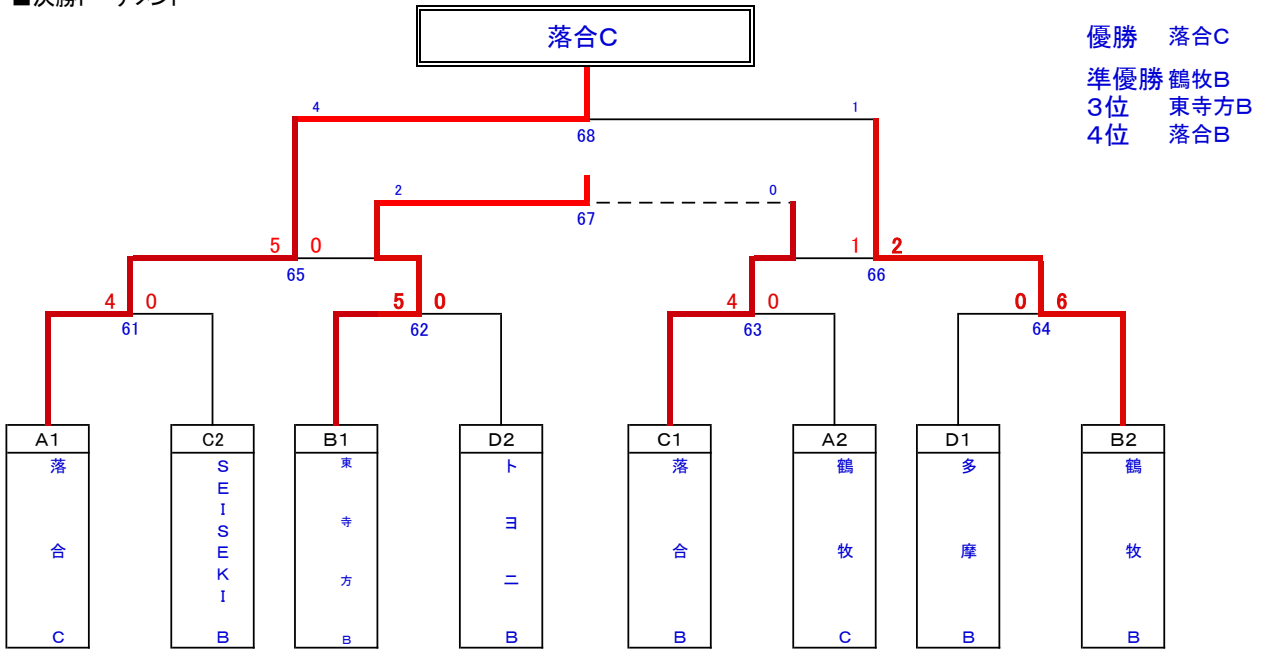 落合C
優勝 落合C
準優勝 鶴牧B
3位 東寺方B
4位 落合B
4 1
68
2 0
67
5 0 1 2
65 66
4 0 5 0 4 0 0 6
61 62 63 64
A1 C2 B1 D2 C1 A2 D1 B2
落合C
SEISEKIB
東寺方B
トヨニB
落合B
鶴牧C
多摩B
鶴牧B